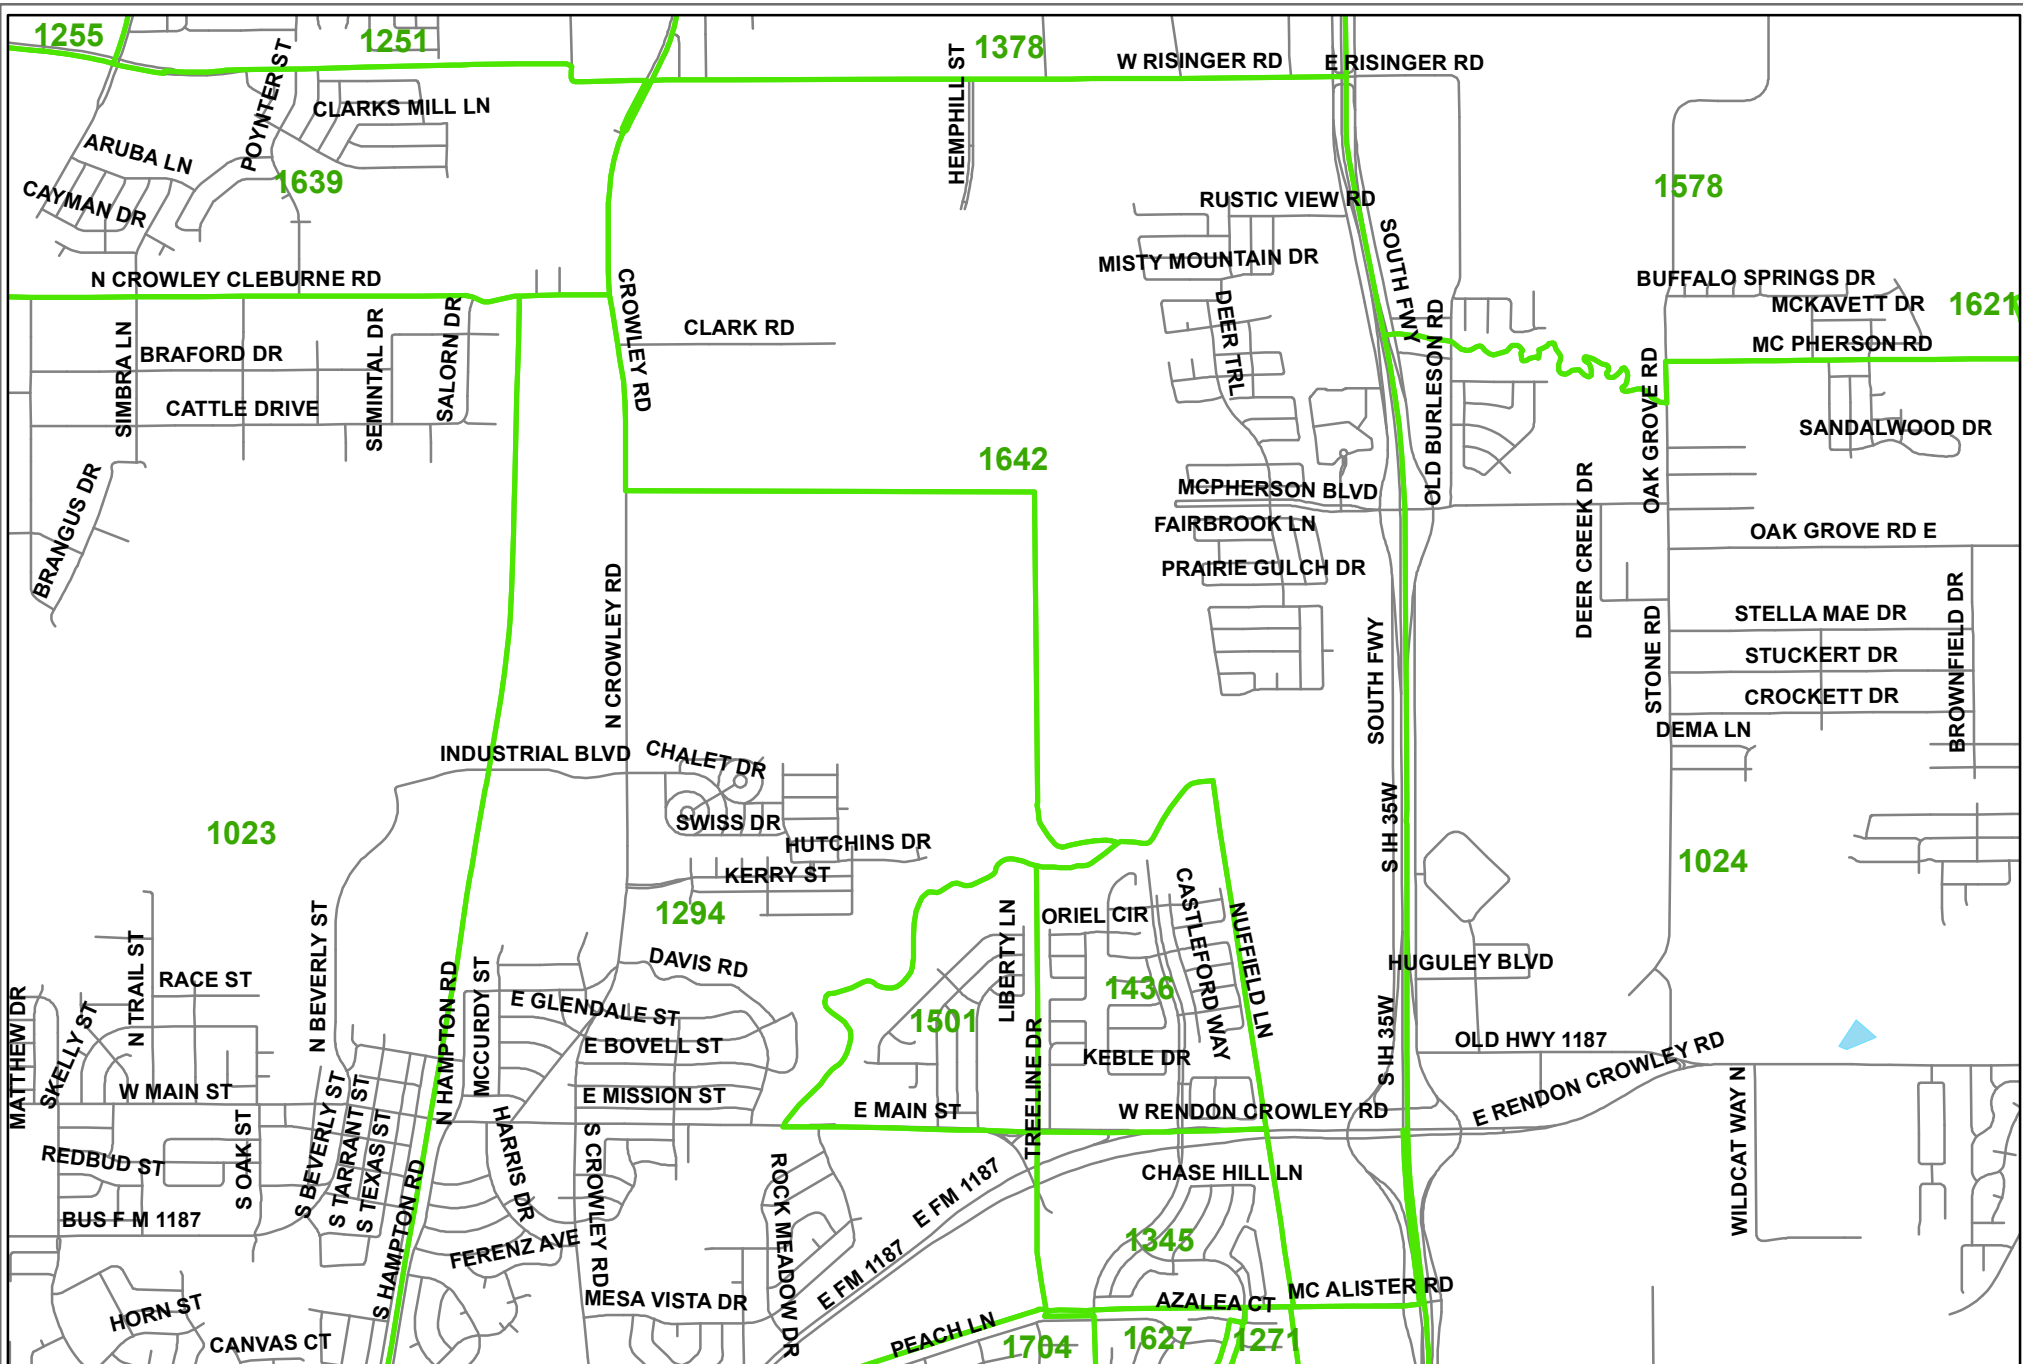 1255
1251
1378
W RISINGER RD
E RISINGER RD
POYNTER ST
CLARKS MILL LN
HEMPHILL ST
ARUBA LN
1639
CAYMAN DR
1578
RUSTIC VIEW RD
SOUTH FWY
MISTY MOUNTAIN DR
N CROWLEY CLEBURNE RD
BUFFALO SPRINGS DR
MCKAVETT DR
1621
CROWLEY RD
CLARK RD
DEER TRL
OLD BURLESON RD
MC PHERSON RD
SIMBRA LN
BRAFORD DR
SEMINTAL DR
SALORN DR
CATTLE DRIVE
OAK GROVE RD
SANDALWOOD DR
1642
BRANGUS DR
MCPHERSON BLVD
FAIRBROOK LN
DEER CREEK DR
OAK GROVE RD E
PRAIRIE GULCH DR
N CROWLEY RD
SOUTH FWY
STONE RD
STELLA MAE DR
BROWNFIELD DR
STUCKERT DR
CROCKETT DR
DEMA LN
INDUSTRIAL BLVD
CHALET DR
S IH 35W
1023
SWISS DR
HUTCHINS DR
1024
KERRY ST
1294
N BEVERLY ST
LIBERTY LN
ORIEL CIR
CASTLEFORD WAY
NUFFIELD LN
N TRAIL ST
RACE ST
N HAMPTON RD
MCCURDY ST
DAVIS RD
HUGULEY BLVD
1436
MATTHEW DR
SKELLY ST
E GLENDALE ST
1501
S IH 35W
E BOVELL ST
TREELINE DR
KEBLE DR
OLD HWY 1187
E RENDON CROWLEY RD
W MAIN ST
E MISSION ST
E MAIN ST
W RENDON CROWLEY RD
WILDCAT WAY N
S OAK ST
S BEVERLY ST
S TARRANT ST
S TEXAS ST
HARRIS DR
S CROWLEY RD
ROCK MEADOW DR
REDBUD ST
E FM 1187
CHASE HILL LN
BUS F M 1187
S HAMPTON RD
FERENZ AVE
1345
E FM 1187
MC ALISTER RD
HORN ST
MESA VISTA DR
AZALEA CT
CANVAS CT
PEACH LN
1704
1627
1271